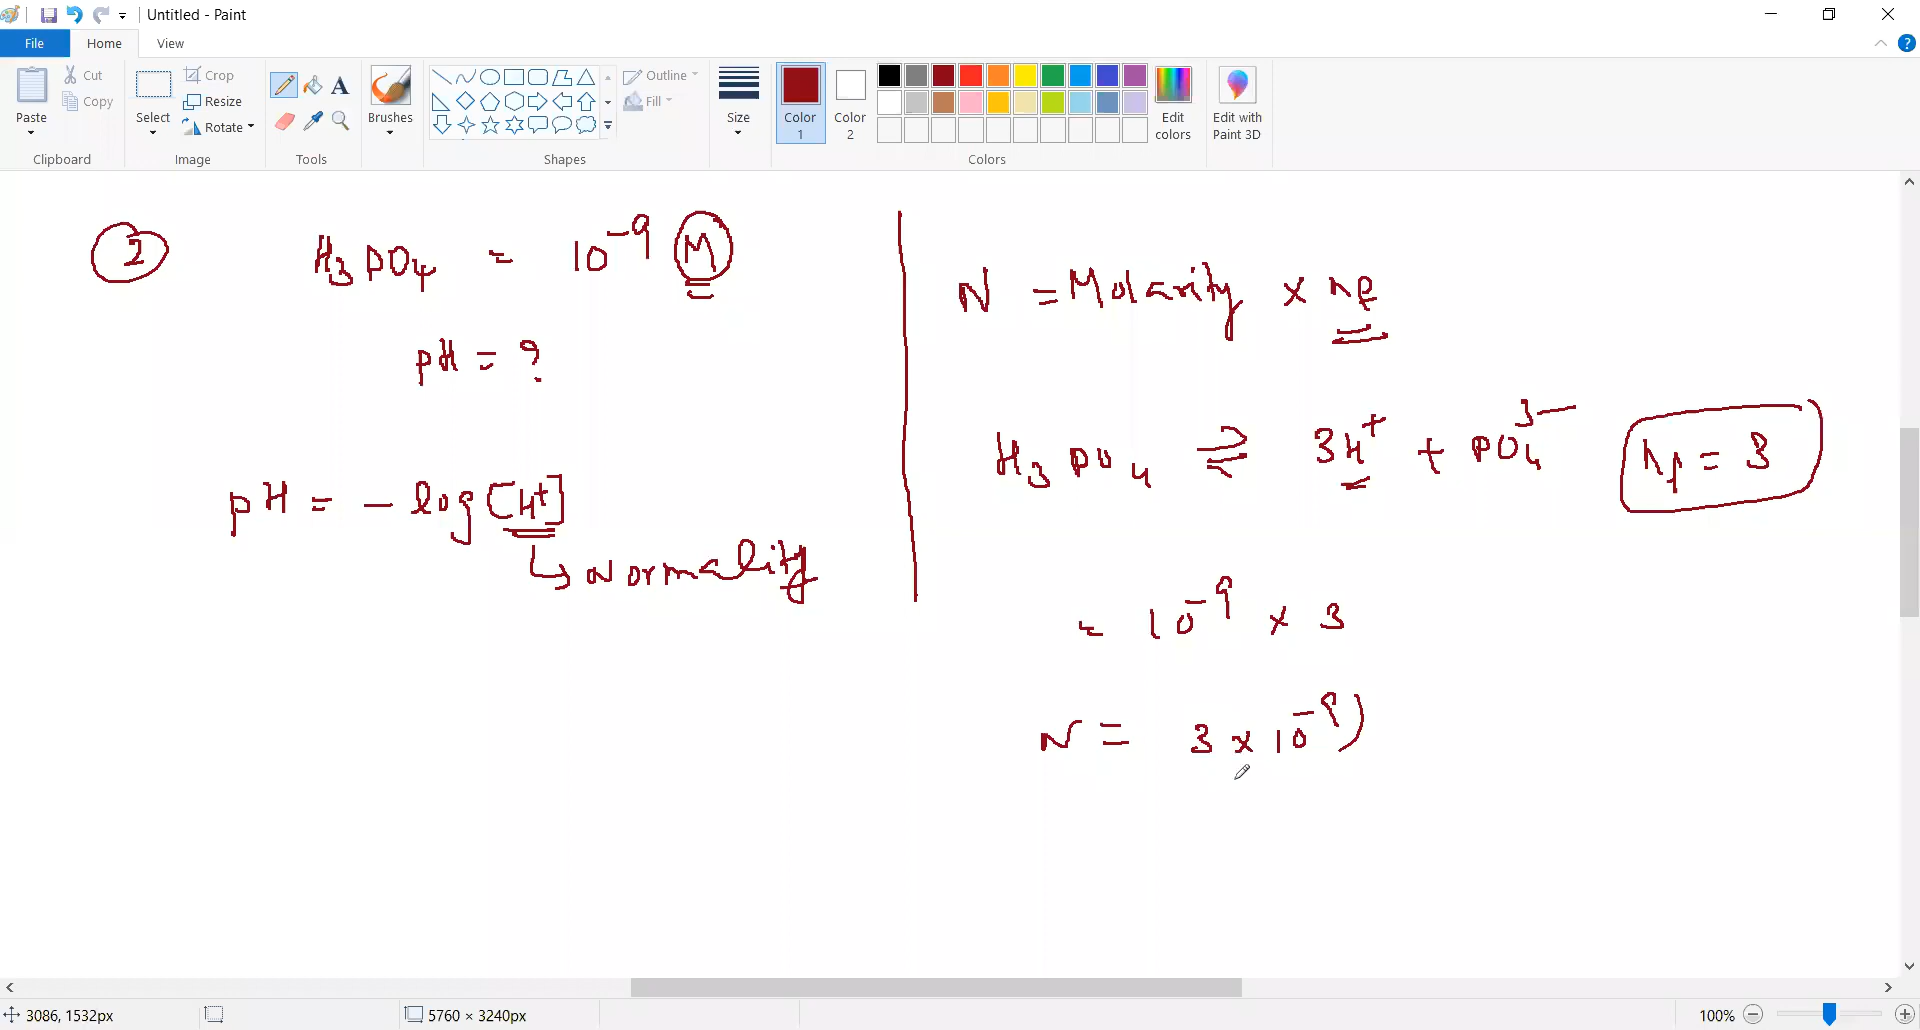 Untitled - Paint
File Home View
Paste
Cut
Copy
Clipboard
Select
Crop
Resize
Rotate
Image
Tools
Brushes
Outline
Fill
Shapes
Size
Color 1
Color 2
Edit colors
Edit with Paint 3D
Colors
2
H₃PO₄ = 10⁻⁹ M
pH = ?
pH = - log [H⁺]
↳ Normality
N = Molarity × nf
H₃PO₄ ⇌ 3H⁺ + PO₄³⁻
nf = 3
= 10⁻⁹ × 3
N = 3 × 10⁻⁹)
3086, 1532px
5760 × 3240px
100%